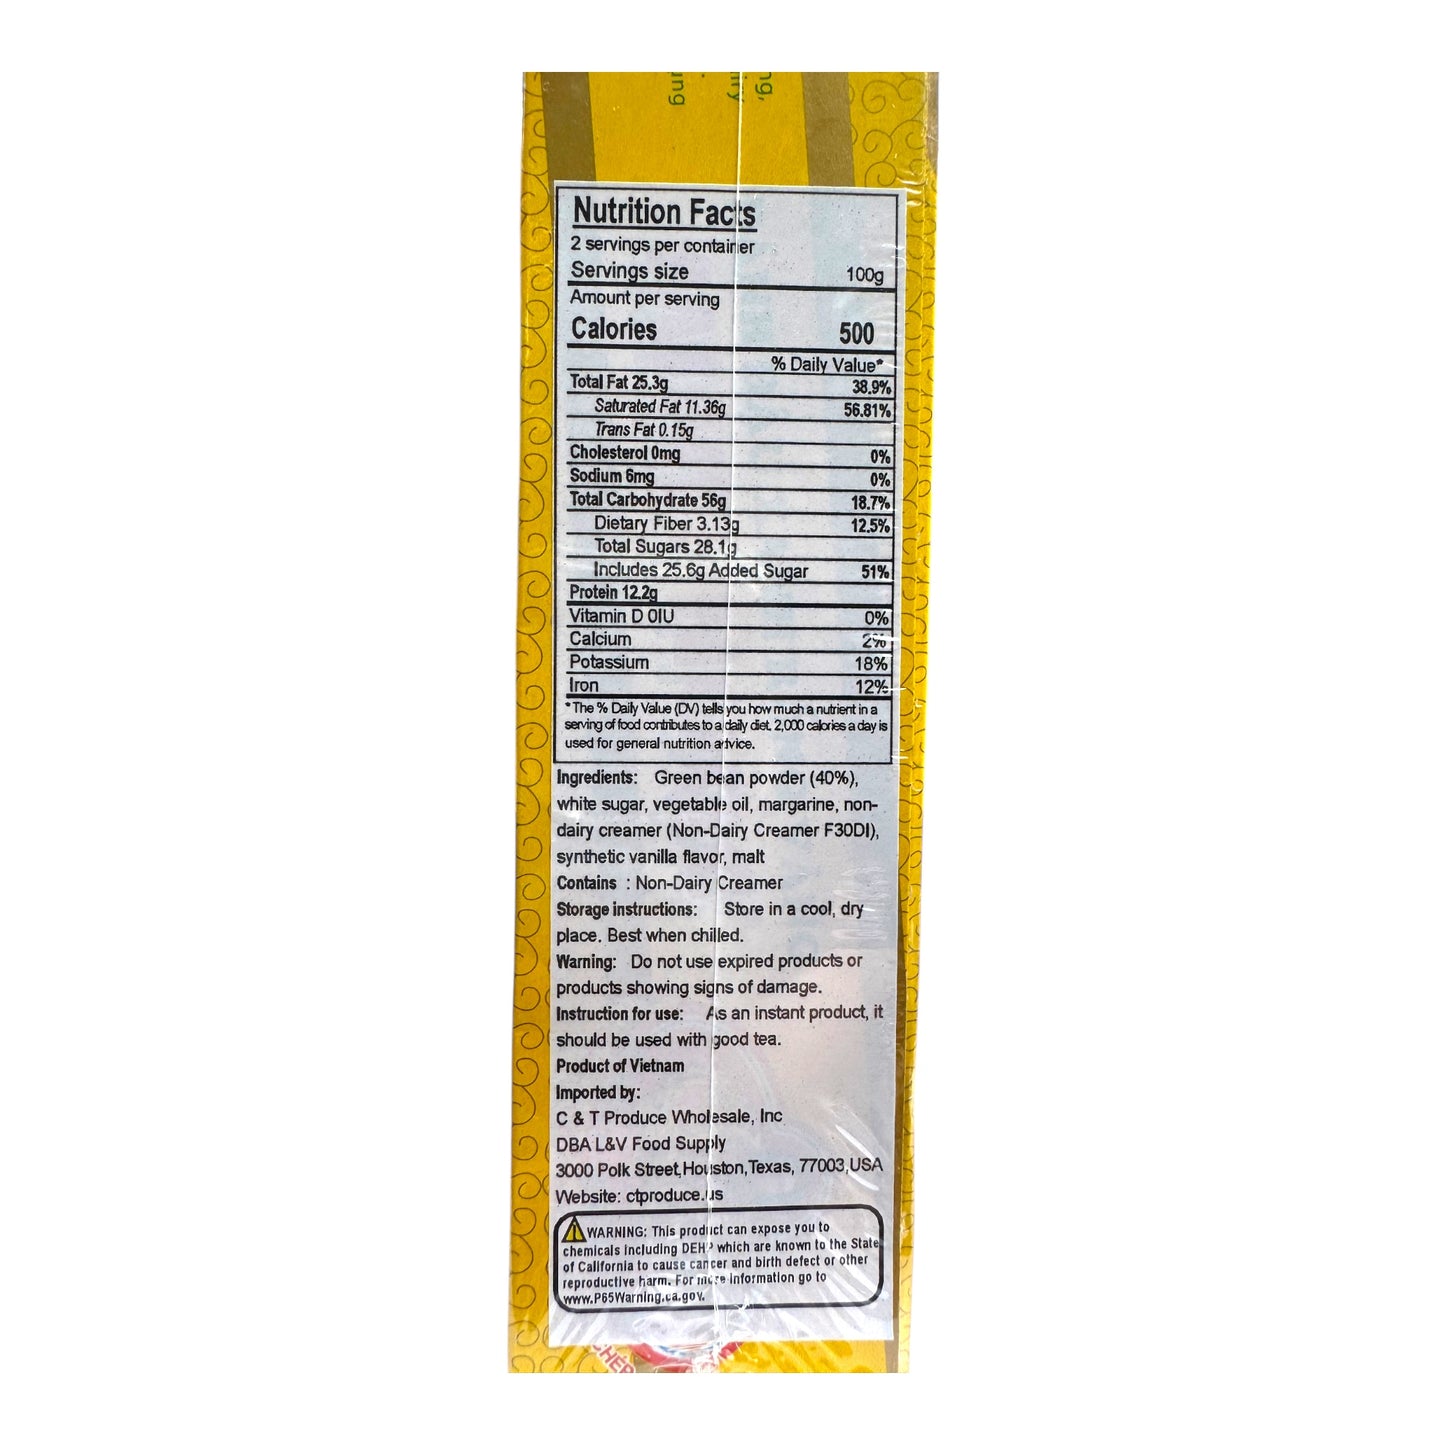 ung
ng,
Nutrition Facts
2 servings per container
Servings size 100g
Amount per serving
Calories 500
% Daily Value*
Total Fat 25.3g 38.9%
Saturated Fat 11.36g 56.81%
Trans Fat 0.15g
Cholesterol 0mg 0%
Sodium 6mg 0%
Total Carbohydrate 56g 18.7%
Dietary Fiber 3.13g 12.5%
Total Sugars 28.1g
Includes 25.6g Added Sugar 51%
Protein 12.2g
Vitamin D 0IU 0%
Calcium 2%
Potassium 18%
Iron 12%
*The % Daily Value (DV) tells you how much a nutrient in a
serving of food contributes to a daily diet. 2,000 calories a day is
used for general nutrition advice.
Ingredients: Green bean powder (40%),
white sugar, vegetable oil, margarine, non-
dairy creamer (Non-Dairy Creamer F30DI),
synthetic vanilla flavor, malt
Contains : Non-Dairy Creamer
Storage instructions: Store in a cool, dry
place. Best when chilled.
Warning: Do not use expired products or
products showing signs of damage.
Instruction for use: As an instant product, it
should be used with good tea.
Product of Vietnam
Imported by:
C & T Produce Wholesale, Inc
DBA L&V Food Supply
3000 Polk Street, Houston, Texas, 77003, USA
Website: ctproduce.us
WARNING: This product can expose you to
chemicals including DEHP which are known to the State
of California to cause cancer and birth defect or other
reproductive harm. For more information go to
www.P65Warning.ca.gov.